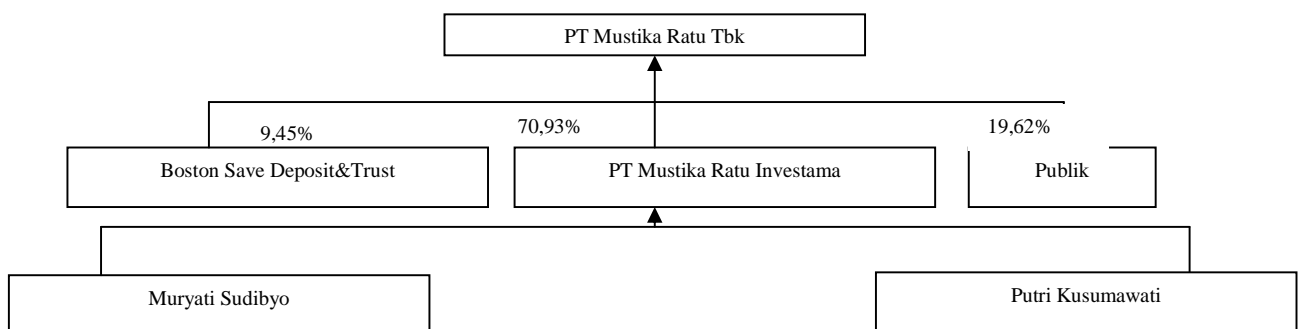 PT Mustika Ratu Tbk
9,45%
70,93%
19,62%
Boston Save Deposit&Trust
PT Mustika Ratu Investama
Publik
Muryati Sudibyo
Putri Kusumawati